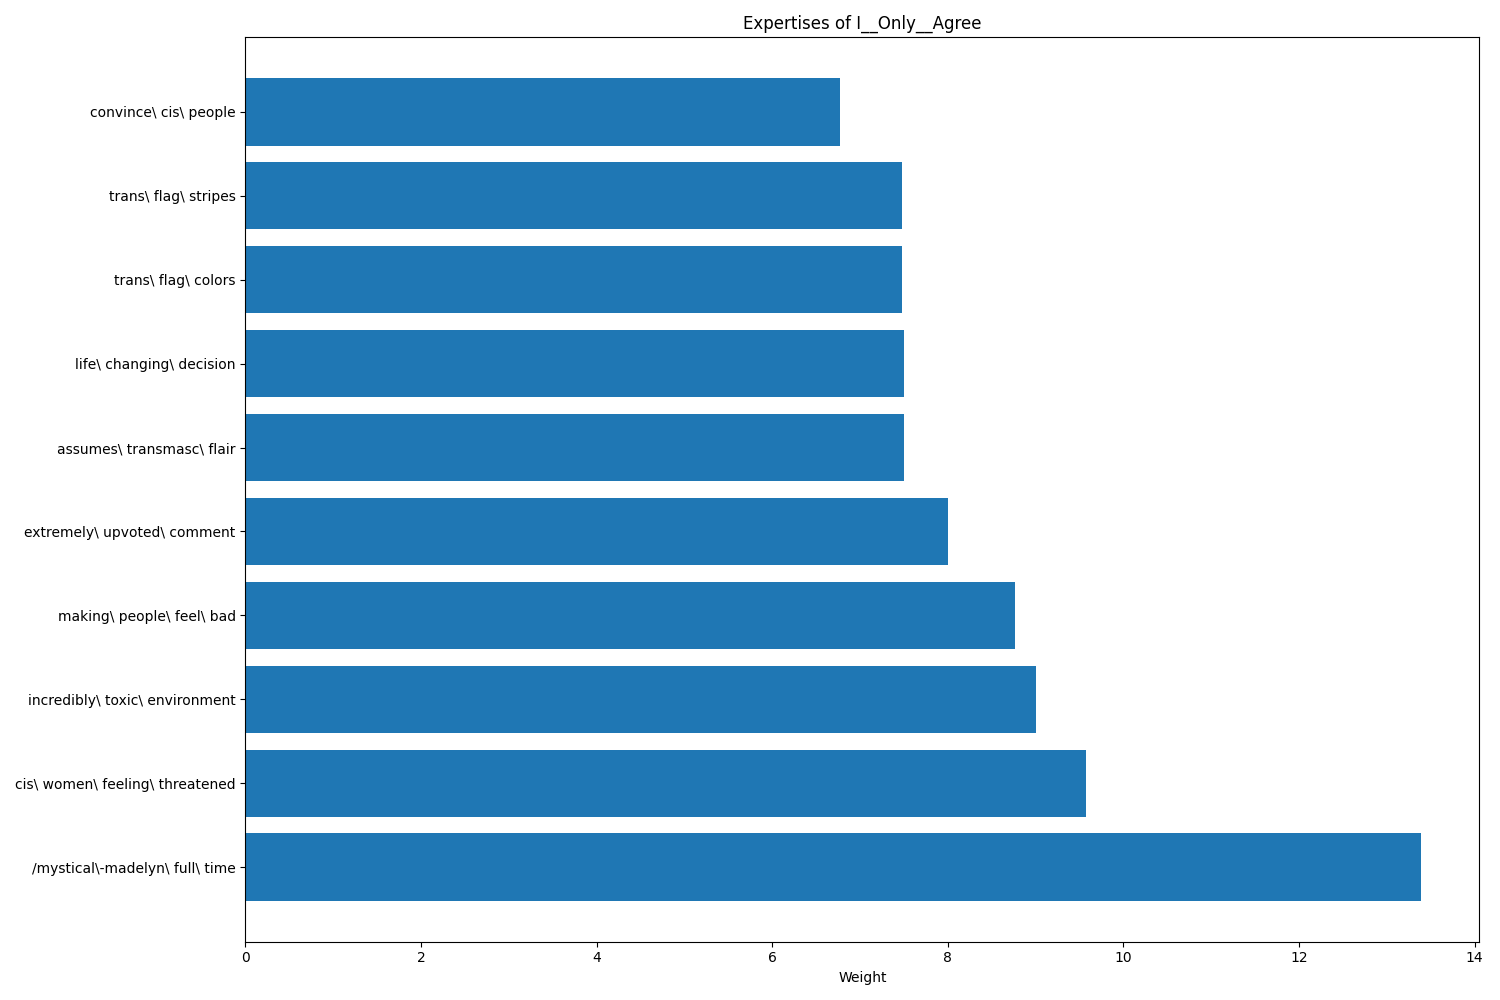 Expertises of I__Only__Agree
convince\ cis\ people
trans\ flag\ stripes
trans\ flag\ colors
life\ changing\ decision
assumes\ transmasc\ flair
extremely\ upvoted\ comment
making\ people\ feel\ bad
incredibly\ toxic\ environment
cis\ women\ feeling\ threatened
/mystical\-madelyn\ full\ time
0 2 4 6 8 10 12 14
Weight